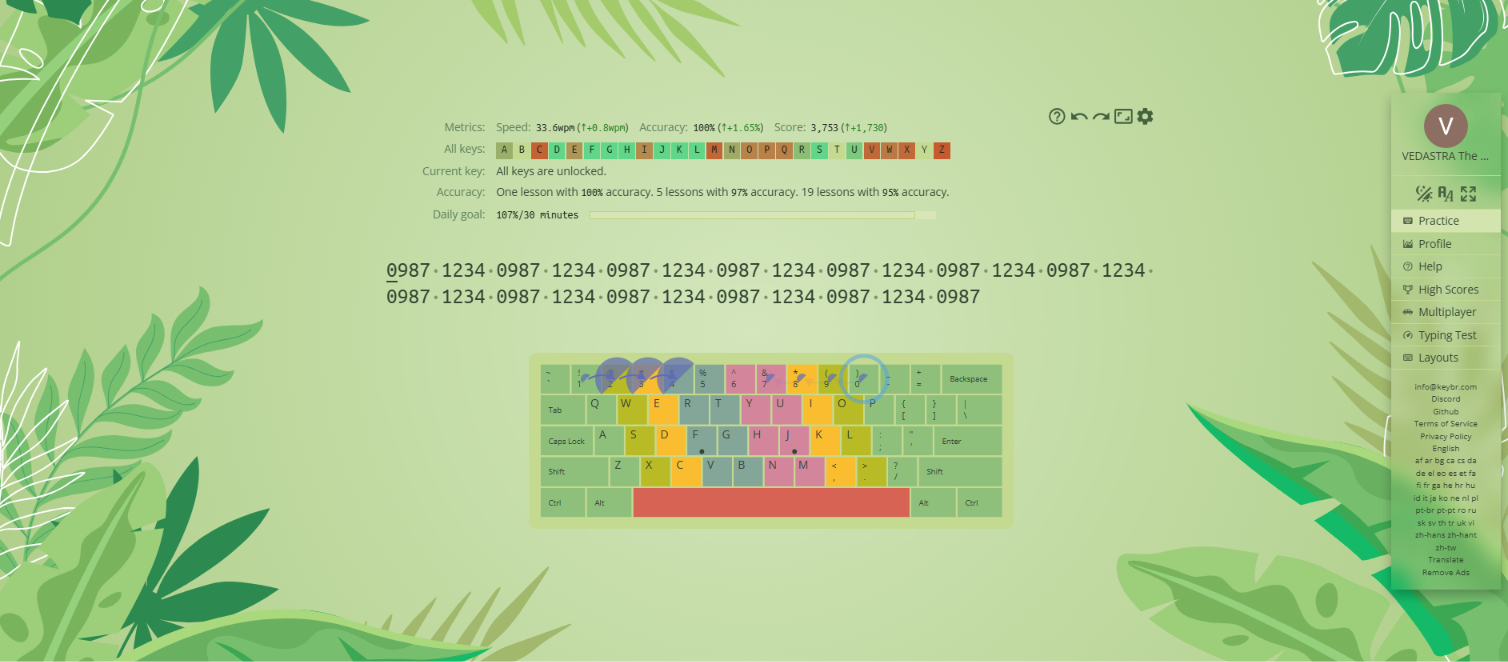 Metrics: Speed: 33.6wpm (↑+0.8wpm) Accuracy: 100% (↑+1.65%) Score: 3,753 (↑+1,730)
All keys: A B C D E F G H I J K L M N O P Q R S T U V W X Y Z
Current key: All keys are unlocked.
Accuracy: One lesson with 100% accuracy. 5 lessons with 97% accuracy. 19 lessons with 95% accuracy.
Daily goal: 107%/30 minutes
0987·1234·0987·1234·0987·1234·0987·1234·0987·1234·0987·1234·0987·1234·
0987·1234·0987·1234·0987·1234·0987·1234·0987·1234·0987
~ ! % ^ & * ( ) _ +
` 1 2 3 4 5 6 7 8 9 0 - = Backspace
Tab Q W E R T Y U I O P { [ } ] | \
Caps Lock A S D F G H J K L : ; " ' Enter
Shift Z X C V B N M < , > . ? / Shift
Ctrl Alt Alt Ctrl
V
VEDASTRA The ...
Practice
Profile
Help
High Scores
Multiplayer
Typing Test
Layouts
info@keybr.com
Discord
Github
Terms of Service
Privacy Policy
English
af ar bg ca cs da
de el eo es et fa
fi fr ga he hr hu
id it ja ko ne nl pl
pt-br pt-pt ro ru
sk sv th tr uk vi
zh-hans zh-hant
zh-tw
Translate
Remove Ads